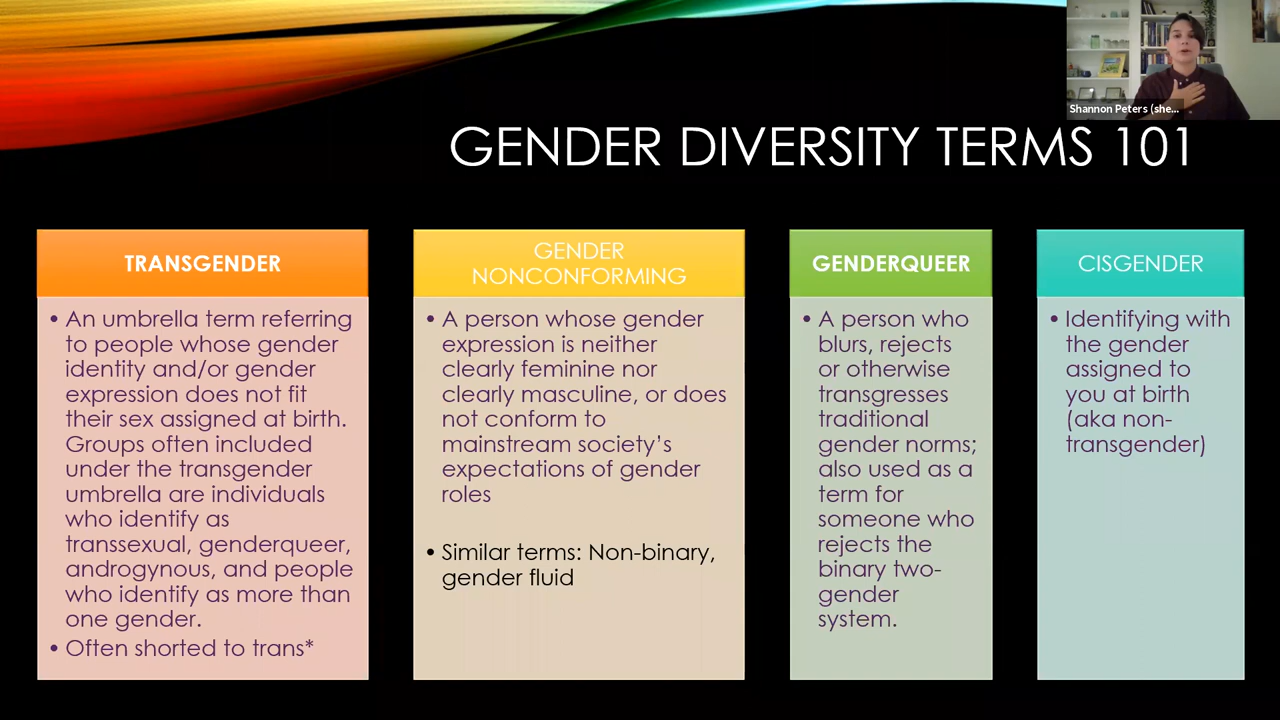 Shannon Peters (she...
GENDER DIVERSITY TERMS 101
TRANSGENDER
• An umbrella term referring
to people whose gender
identity and/or gender
expression does not fit
their sex assigned at birth.
Groups often included
under the transgender
umbrella are individuals
who identify as
transsexual, genderqueer,
androgynous, and people
who identify as more than
one gender.
• Often shorted to trans*
GENDER
NONCONFORMING
• A person whose gender
expression is neither
clearly feminine nor
clearly masculine, or does
not conform to
mainstream society’s
expectations of gender
roles
• Similar terms: Non-binary,
gender fluid
GENDERQUEER
• A person who
blurs, rejects
or otherwise
transgresses
traditional
gender norms;
also used as a
term for
someone who
rejects the
binary two-
gender
system.
CISGENDER
• Identifying with
the gender
assigned to
you at birth
(aka non-
transgender)